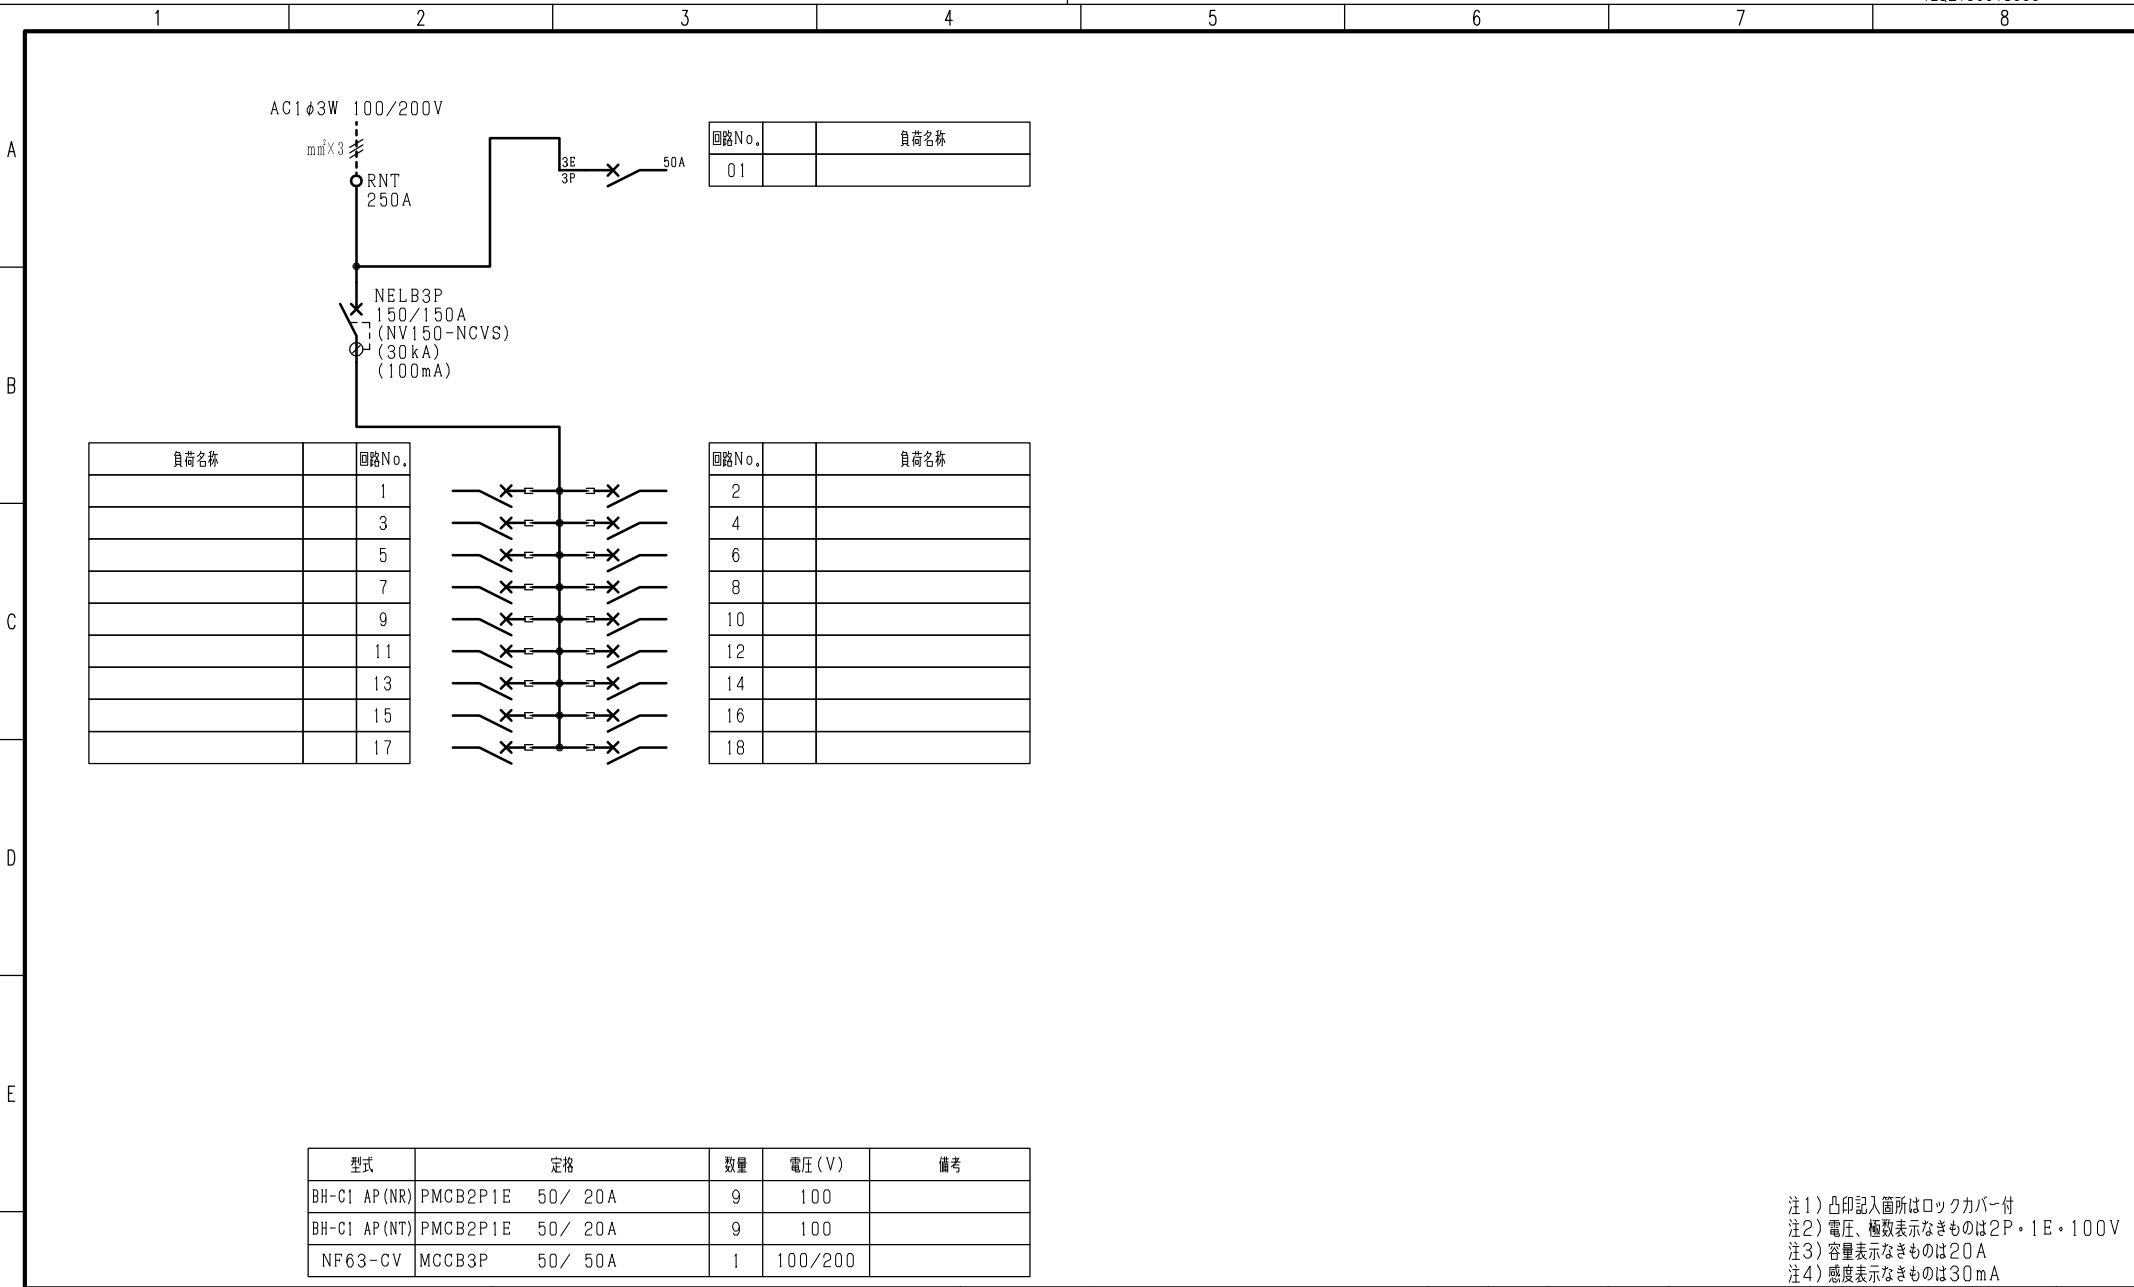 1 2 3 4 5 6 7 8
A
B
C
D
E
AC1φ3W 100/200V
mm²×3
RNT
250A
3E
3P
50A
回路No. 負荷名称
01
NELB3P
150/150A
(NV150-NCVS)
(30kA)
(100mA)
負荷名称 回路No.
1
3
5
7
9
11
13
15
17
回路No. 負荷名称
2
4
6
8
10
12
14
16
18
型式 定格 数量 電圧(V) 備考
BH-C1 AP(NR) PMCB2P1E 50/ 20A 9 100
BH-C1 AP(NT) PMCB2P1E 50/ 20A 9 100
NF63-CV MCCB3P 50/ 50A 1 100/200
注1)凸印記入箇所はロックカバー付
注2)電圧、極数表示なきものは2P・1E・100V
注3)容量表示なきものは20A
注4)感度表示なきものは30mA